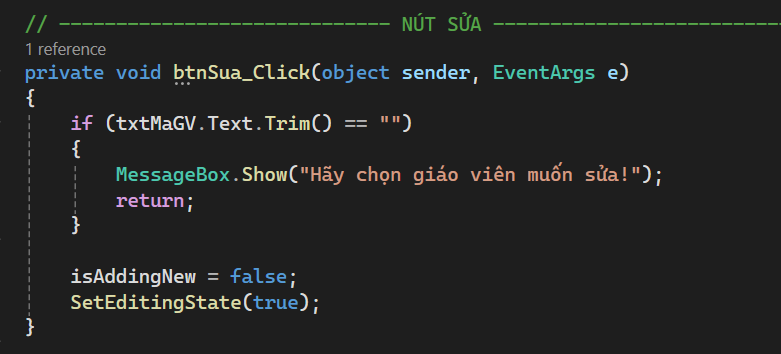 // ----------------------------- NÚT SỬA -------------------------
1 reference
private void btnSua_Click(object sender, EventArgs e)
{
if (txtMaGV.Text.Trim() == "")
{
MessageBox.Show("Hãy chọn giáo viên muốn sửa!");
return;
}
isAddingNew = false;
SetEditingState(true);
}